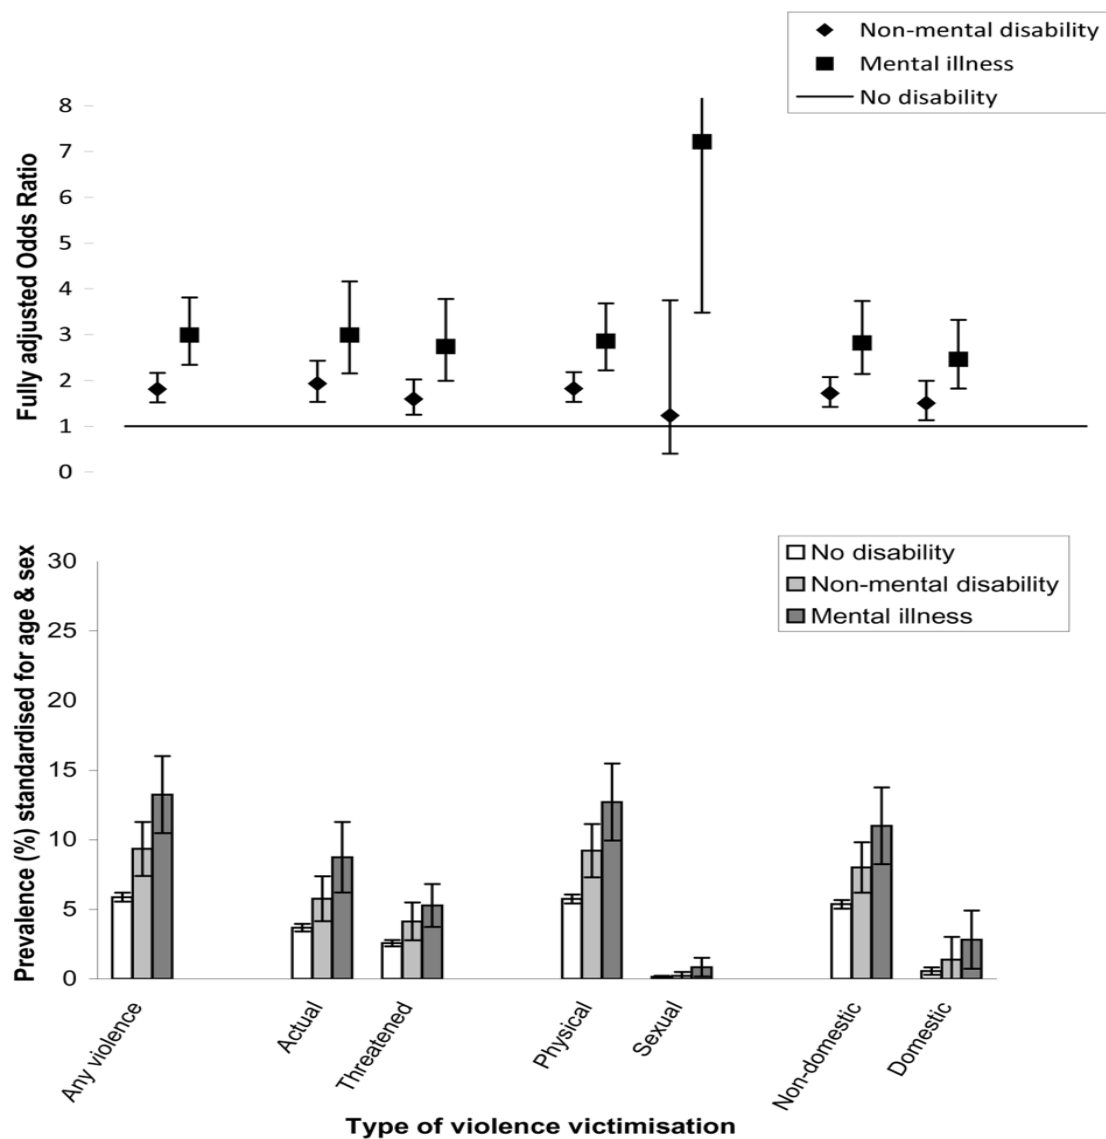 Non-mental disability
Mental illness
No disability
Fully adjusted Odds Ratio
8
7
6
5
4
3
2
1
0
No disability
Non-mental disability
Mental illness
Prevalence (%) standardised for age & sex
30
25
20
15
10
5
0
Any violence
Actual
Threatened
Physical
Sexual
Non-domestic
Domestic
Type of violence victimisation